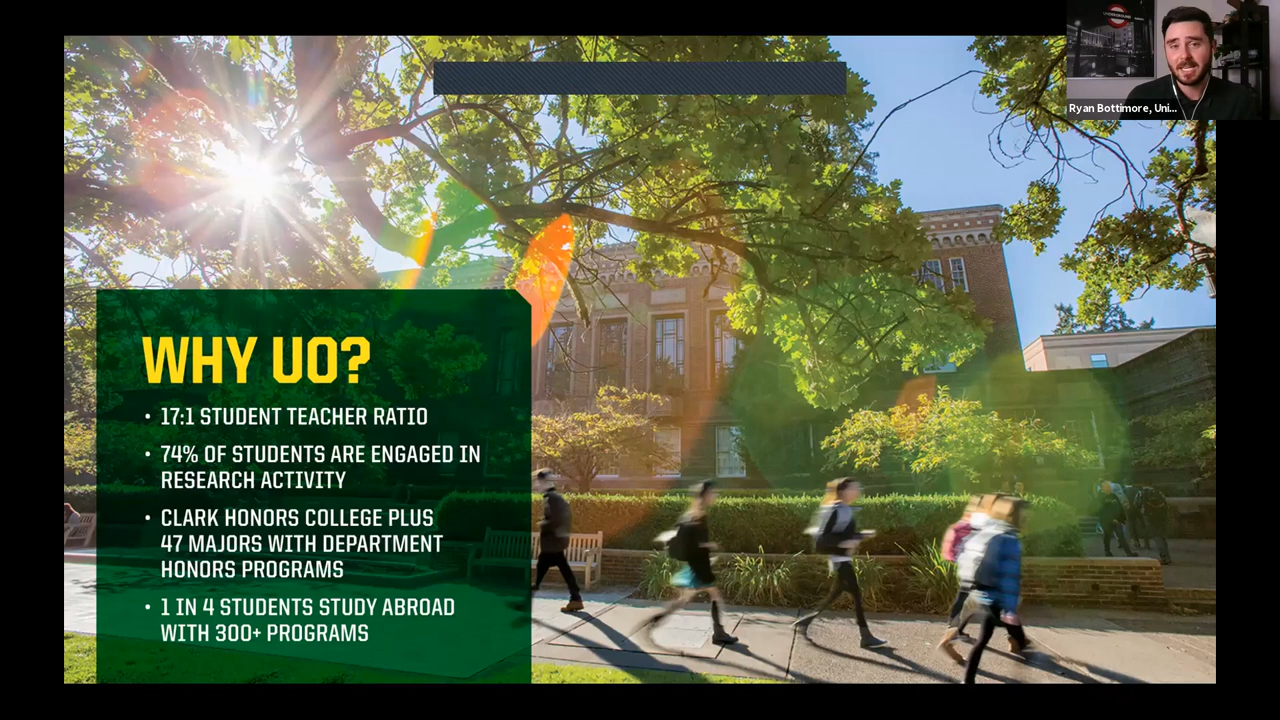 UNDERGROUND
Ryan Bottimore, Uni...
WHY UO?
• 17:1 STUDENT TEACHER RATIO
• 74% OF STUDENTS ARE ENGAGED IN
RESEARCH ACTIVITY
• CLARK HONORS COLLEGE PLUS
47 MAJORS WITH DEPARTMENT
HONORS PROGRAMS
• 1 IN 4 STUDENTS STUDY ABROAD
WITH 300+ PROGRAMS